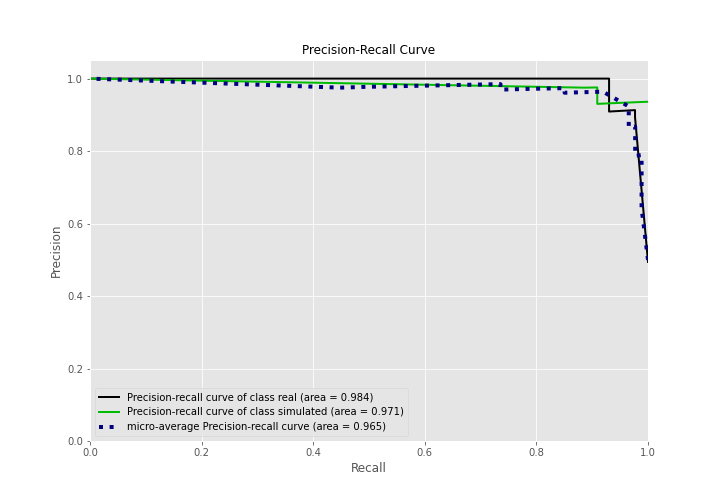 Precision-Recall Curve
1.0
0.8
0.6
0.4
0.2
0.0
Precision
Precision-recall curve of class real (area = 0.984)
Precision-recall curve of class simulated (area = 0.971)
micro-average Precision-recall curve (area = 0.965)
0.0 0.2 0.4 0.6 0.8 1.0
Recall